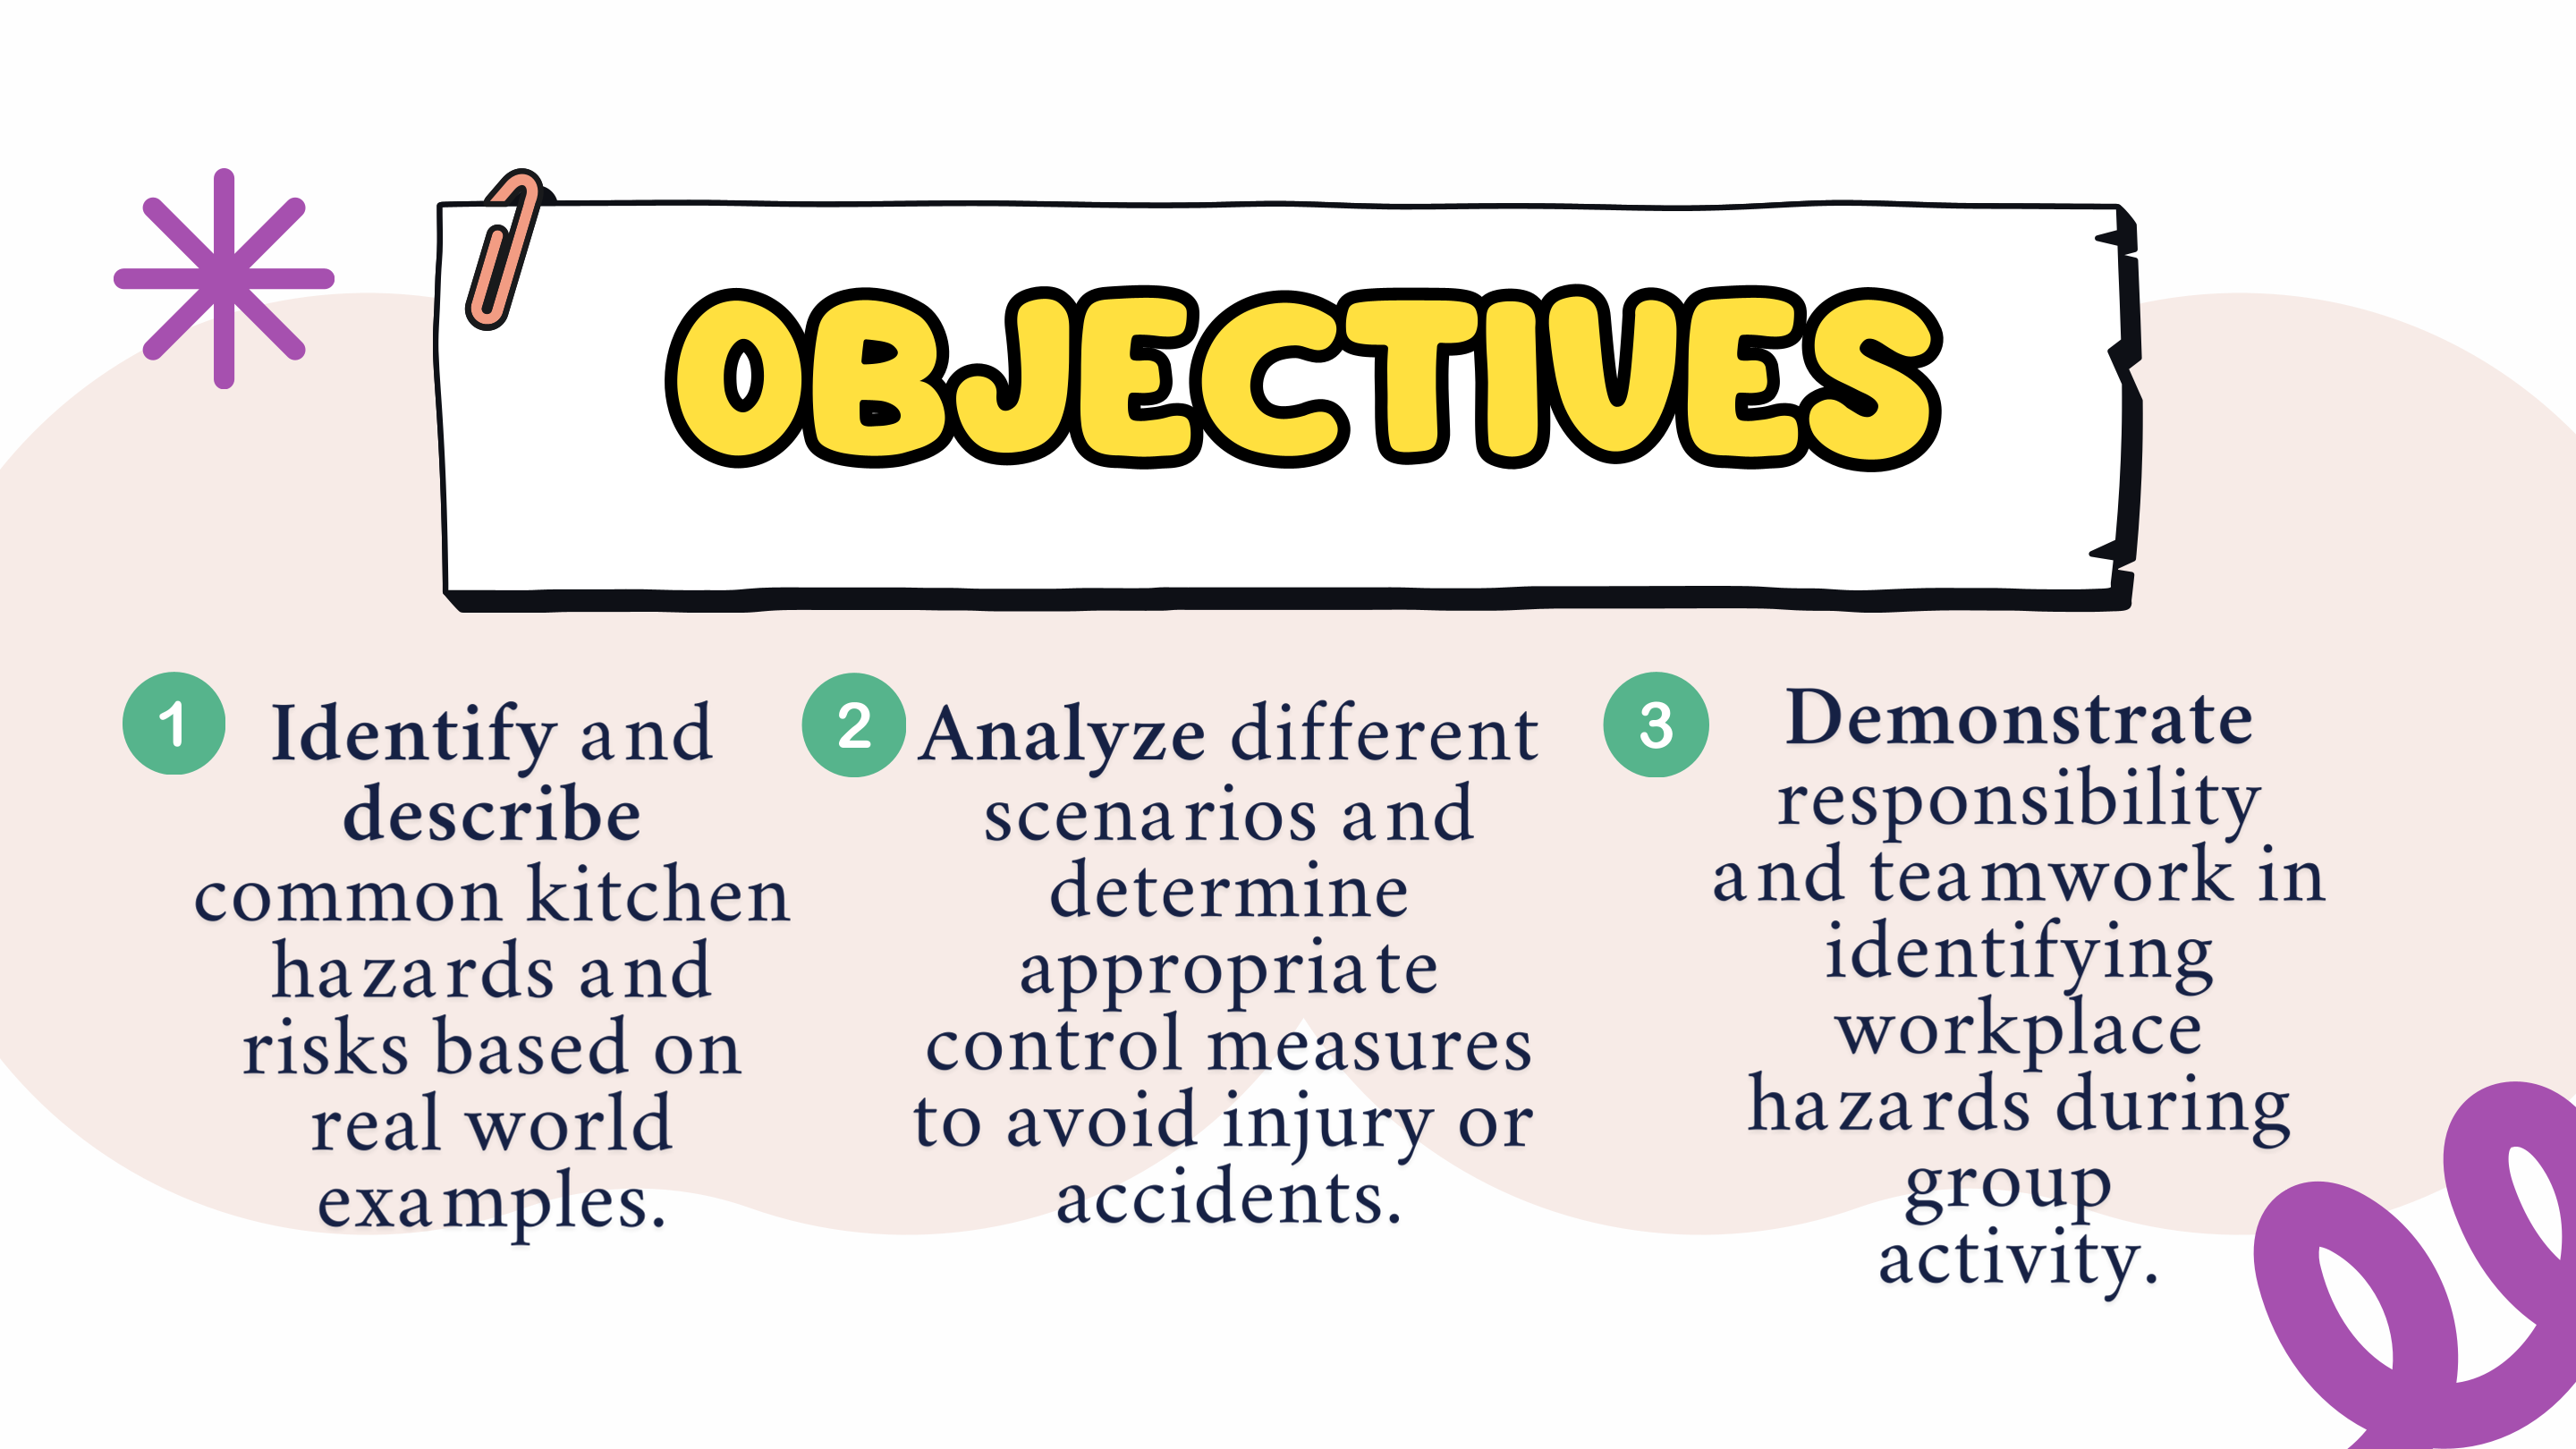 OBJECTIVES
1
Identify and
describe
common kitchen
hazards and
risks based on
real world
examples.
2
Analyze different
scenarios and
determine
appropriate
control measures
to avoid injury or
accidents.
3
Demonstrate
responsibility
and teamwork in
identifying
workplace
hazards during
group
activity.